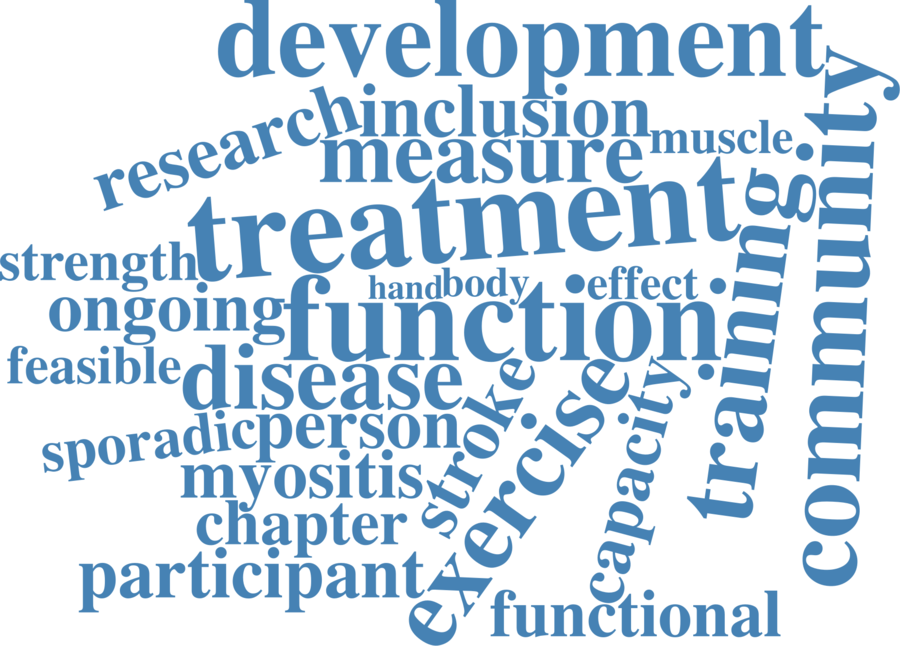 development
community
research
inclusion
muscle
measure
treatment
training
strength
hand
body
effect
ongoing
function
feasible
disease
stroke
exercise
capacity
sporadic
person
myositis
chapter
participant
functional